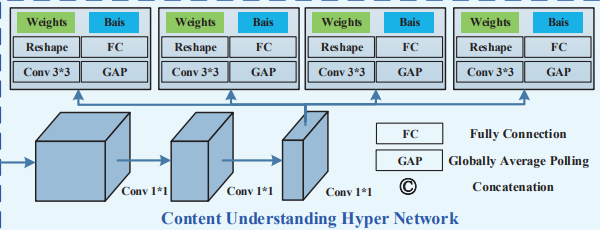 Weights Bais Weights Bais Weights Bais Weights Bais
Reshape FC Reshape FC Reshape FC Reshape FC
Conv 3*3 GAP Conv 3*3 GAP Conv 3*3 GAP Conv 3*3 GAP
FC Fully Connection
GAP Globally Average Polling
© Concatenation
Conv 1*1 Conv 1*1 Conv 1*1
Content Understanding Hyper Network